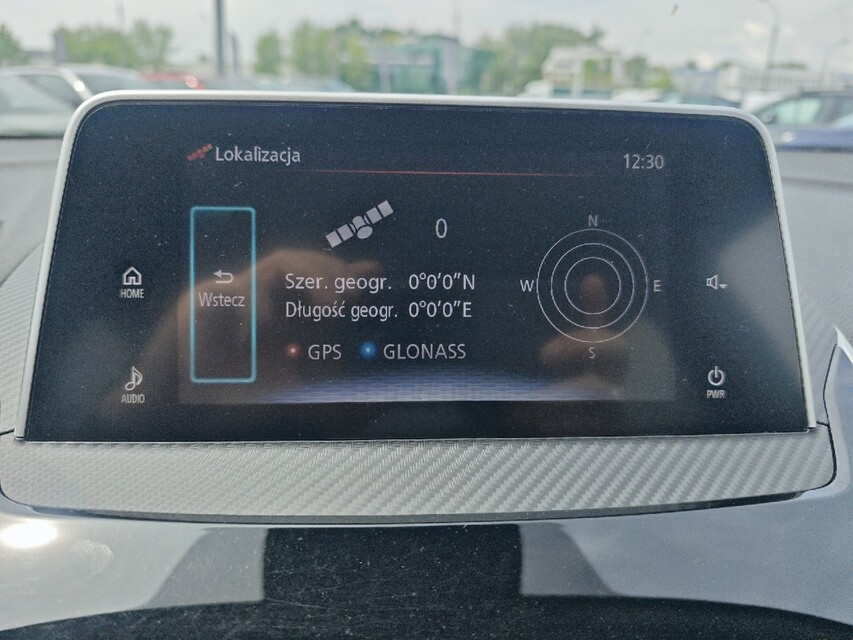 Lokalizacja
12:30
0
N
W
E
S
Szer. geogr. 0°0'0"N
Długość geogr. 0°0'0"E
GPS
GLONASS
Wstecz
HOME
AUDIO
PWR